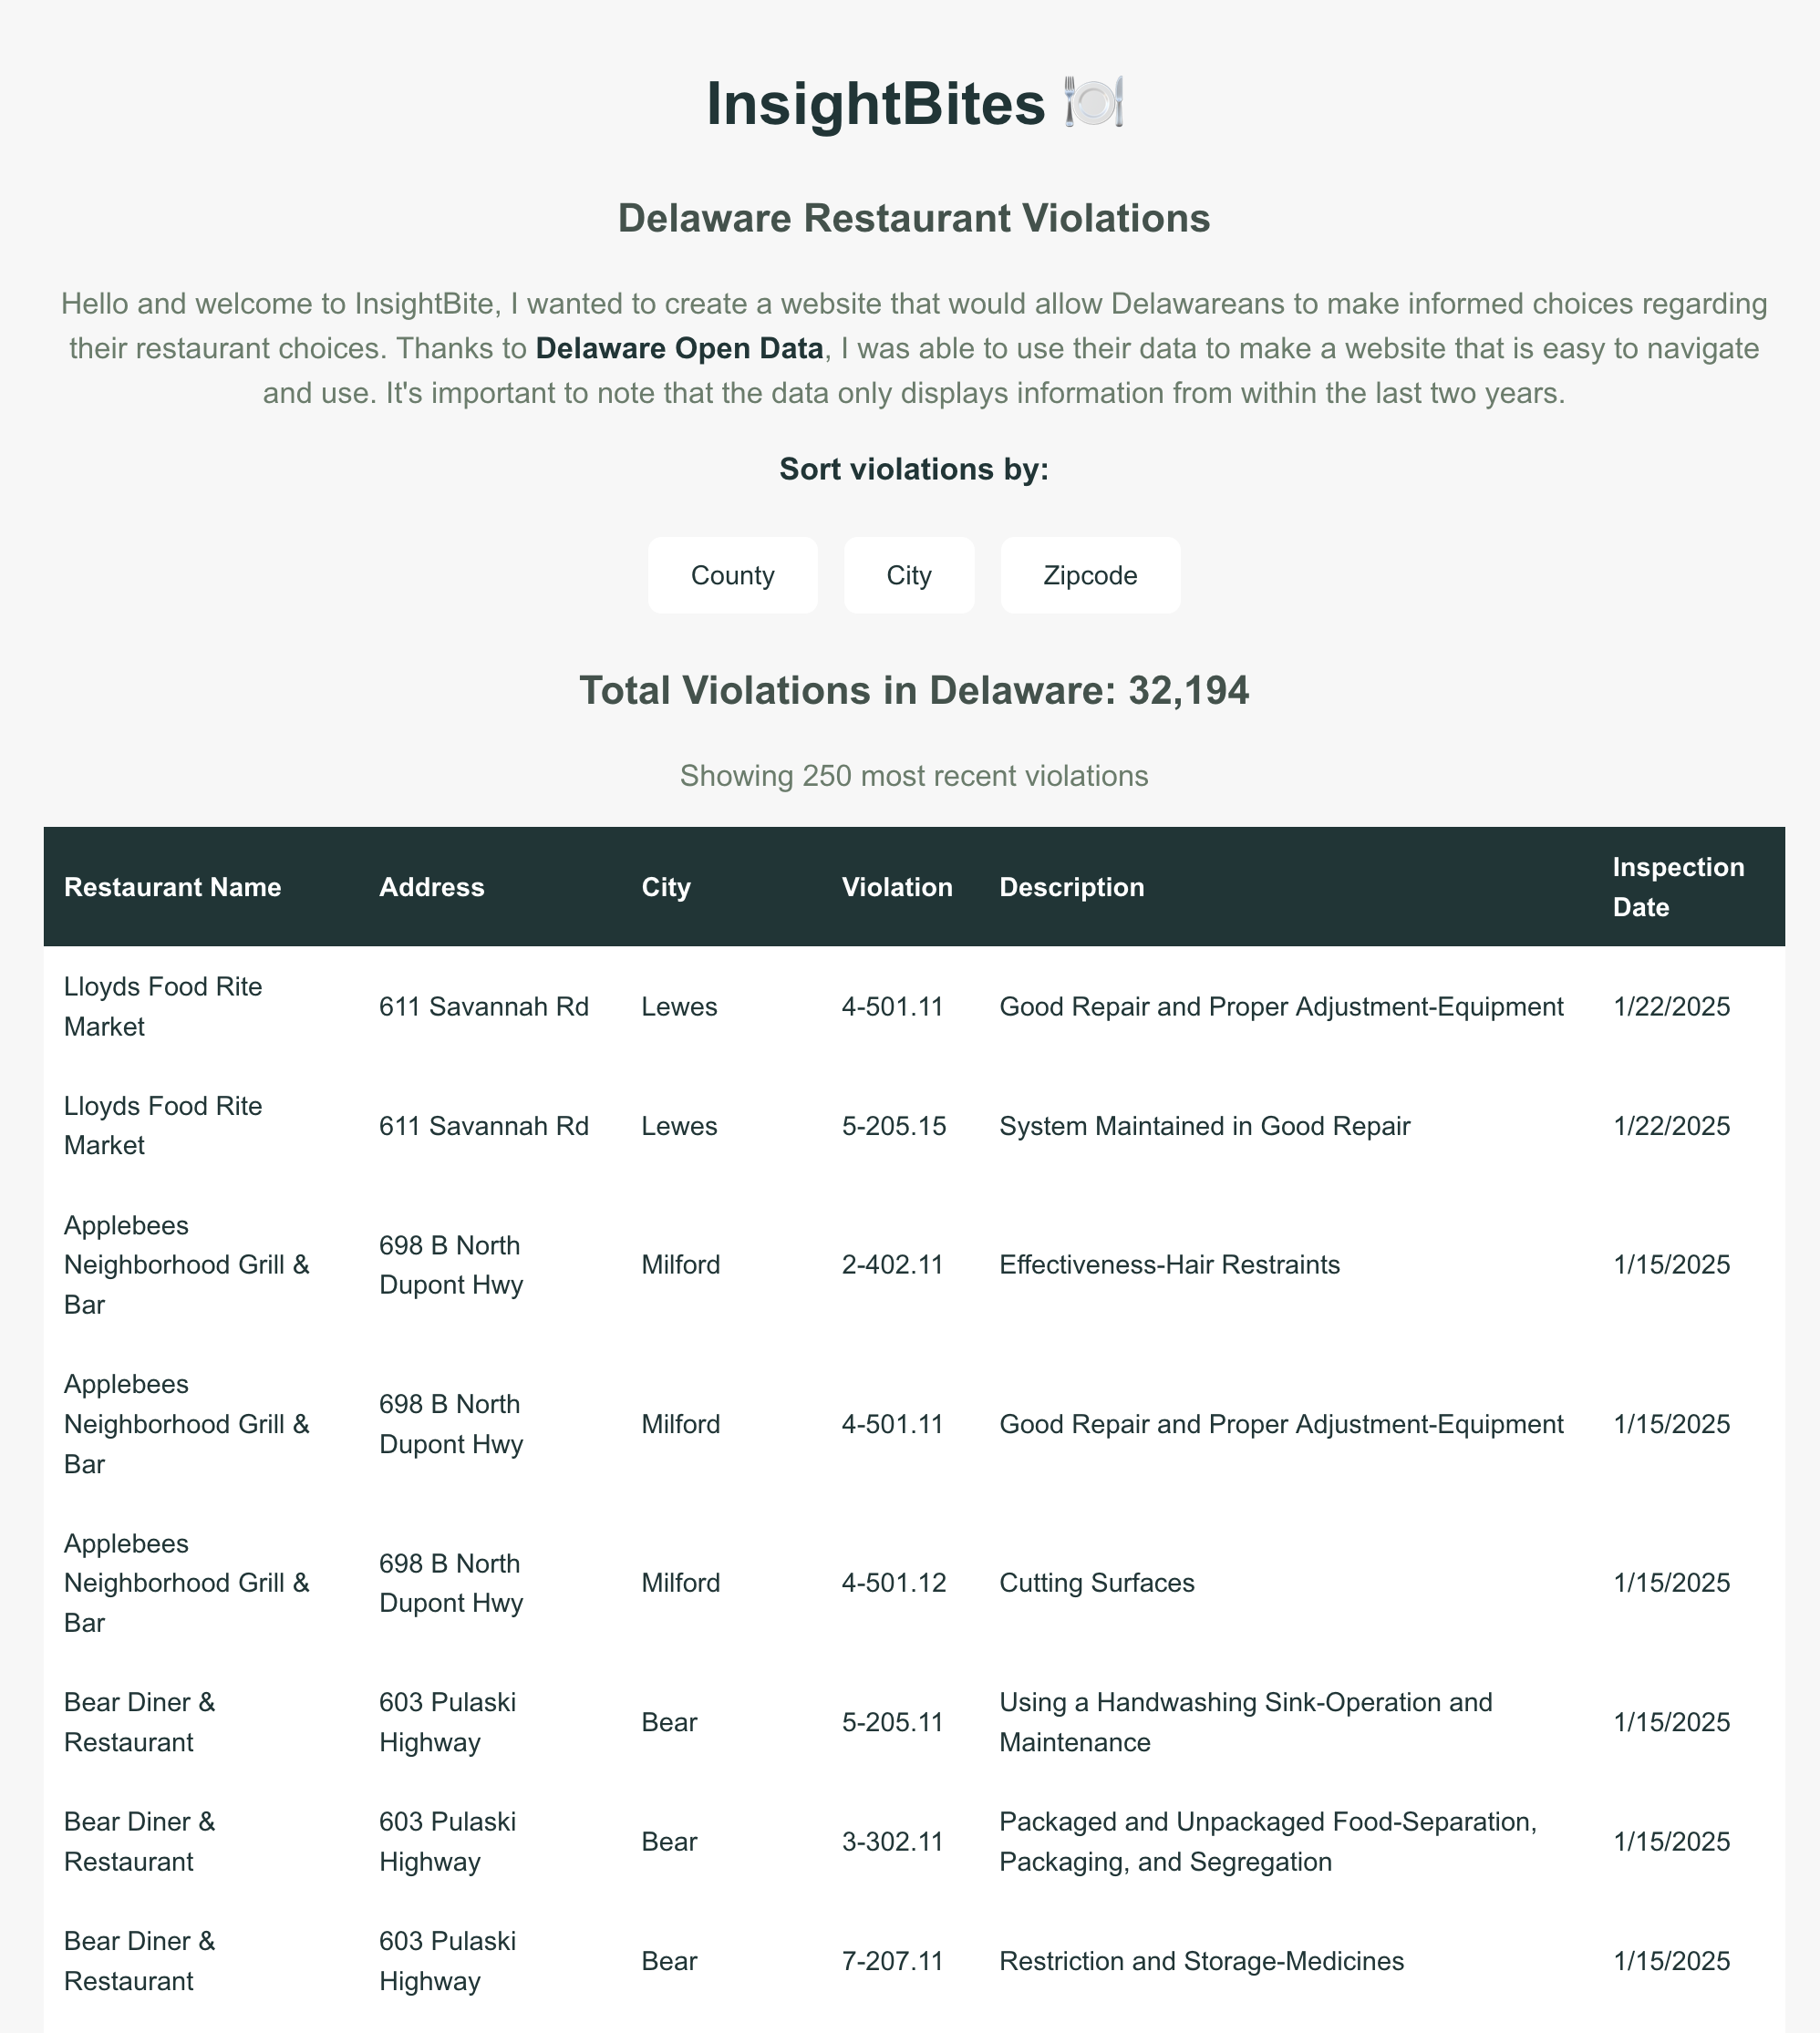 InsightBites 🍽️
Delaware Restaurant Violations
Hello and welcome to InsightBite, I wanted to create a website that would allow Delawareans to make informed choices regarding
their restaurant choices. Thanks to Delaware Open Data, I was able to use their data to make a website that is easy to navigate
and use. It's important to note that the data only displays information from within the last two years.
Sort violations by:
County City Zipcode
Total Violations in Delaware: 32,194
Showing 250 most recent violations
Restaurant Name Address City Violation Description Inspection Date
Lloyds Food Rite Market 611 Savannah Rd Lewes 4-501.11 Good Repair and Proper Adjustment-Equipment 1/22/2025
Lloyds Food Rite Market 611 Savannah Rd Lewes 5-205.15 System Maintained in Good Repair 1/22/2025
Applebees Neighborhood Grill & Bar 698 B North Dupont Hwy Milford 2-402.11 Effectiveness-Hair Restraints 1/15/2025
Applebees Neighborhood Grill & Bar 698 B North Dupont Hwy Milford 4-501.11 Good Repair and Proper Adjustment-Equipment 1/15/2025
Applebees Neighborhood Grill & Bar 698 B North Dupont Hwy Milford 4-501.12 Cutting Surfaces 1/15/2025
Bear Diner & Restaurant 603 Pulaski Highway Bear 5-205.11 Using a Handwashing Sink-Operation and Maintenance 1/15/2025
Bear Diner & Restaurant 603 Pulaski Highway Bear 3-302.11 Packaged and Unpackaged Food-Separation, Packaging, and Segregation 1/15/2025
Bear Diner & Restaurant 603 Pulaski Highway Bear 7-207.11 Restriction and Storage-Medicines 1/15/2025